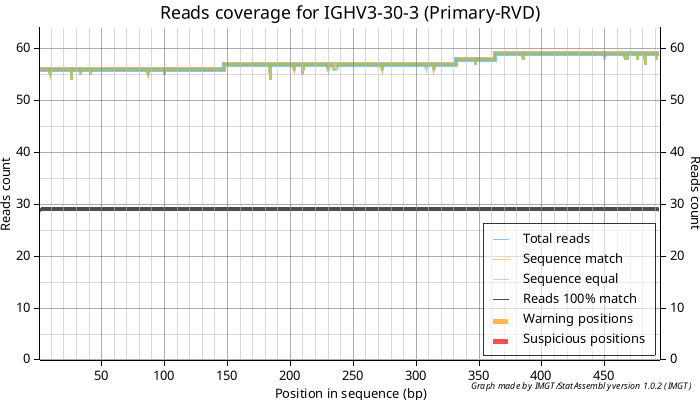 Reads coverage for IGHV3-30-3 (Primary-RVD)
Reads count
60
50
40
30
20
10
0
60
50
40
30
20
10
0
Reads count
Total reads
Sequence match
Sequence equal
Reads 100% match
Warning positions
Suspicious positions
50 100 150 200 250 300 350 400 450
Position in sequence (bp)
Graph made by IMGT/StatAssembly version 1.0.2 (IMGT)